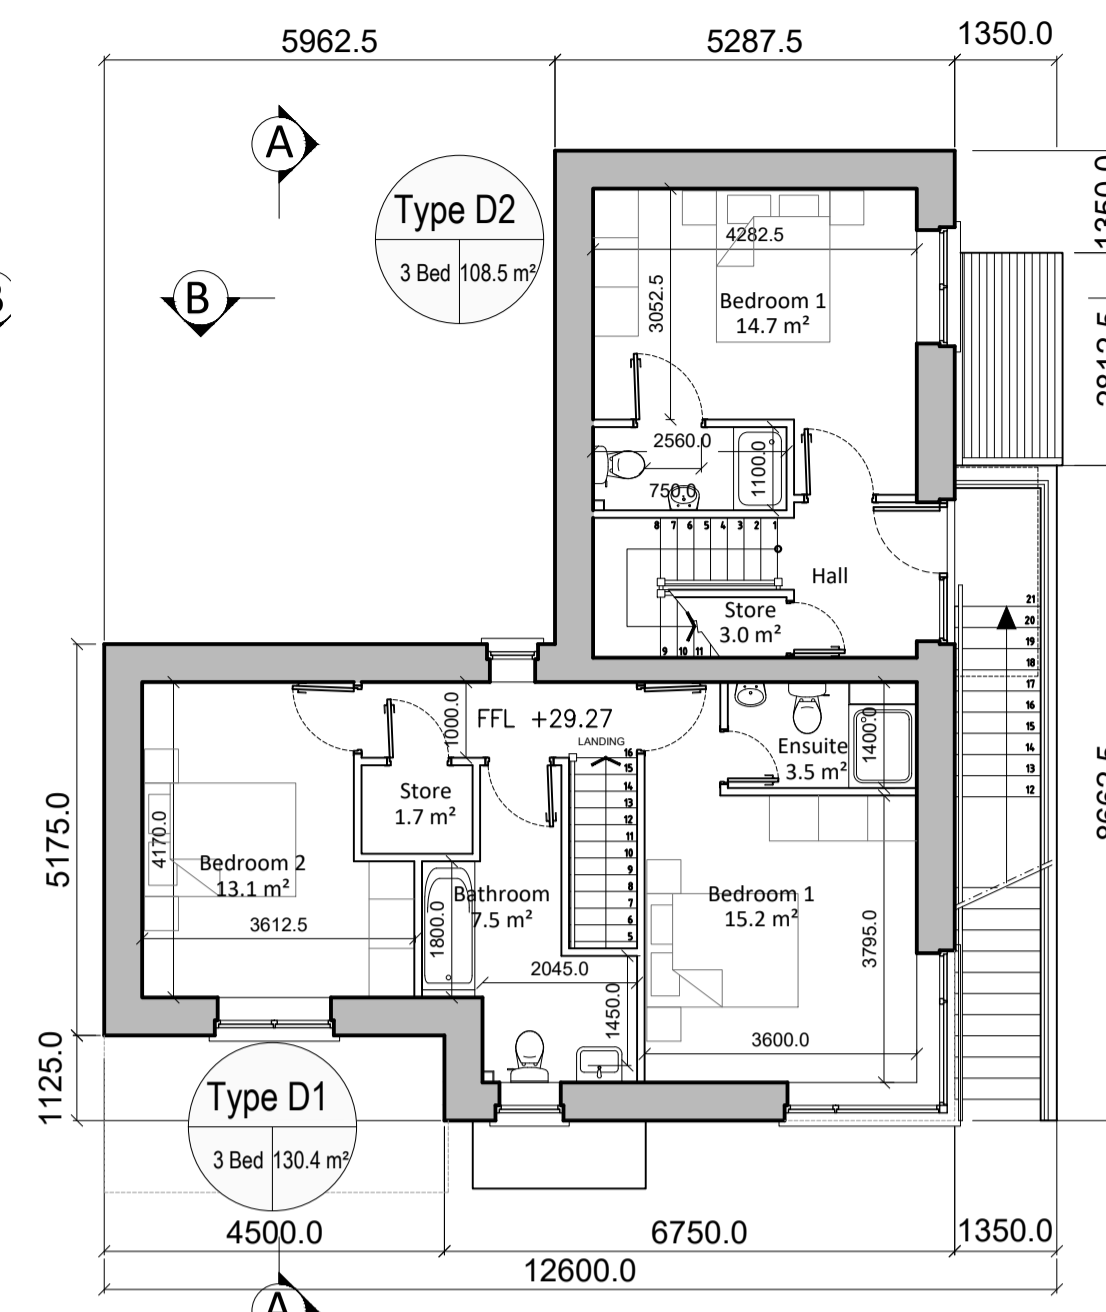 5962.5
5287.5
1350.0
A
Type D2
3 Bed
108.5 m²
B
1350.0
4282.5
3052.5
Bedroom 1
14.7 m²
2560.0
1100.0
750.0
8 7 6 5 4 3 2 1
Hall
Store
3.0 m²
9 10 11
21
20
19
18
17
16
15
14
13
12
1000.0
FFL +29.27
LANDING
16
15
14
13
12
11
10
9
8
7
6
5
Ensuite
3.5 m²
1400.0
Store
1.7 m²
5175.0
4170.0
Bedroom 2
13.1 m²
3612.5
Bathroom
7.5 m²
1800.0
2045.0
1450.0
Bedroom 1
15.2 m²
3795.0
3600.0
8662.5
1125.0
Type D1
3 Bed
130.4 m²
4500.0
6750.0
1350.0
12600.0
A